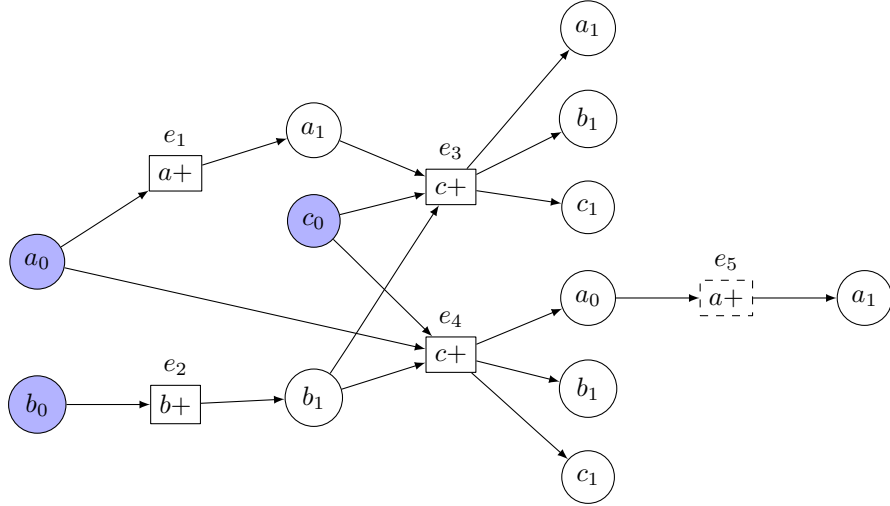 a₁
e₁
a+
a₁
b₁
e₃
c+
c₁
c₀
a₀
e₄
c+
a₀
e₅
a+
a₁
e₂
b₀
b+
b₁
b₁
c₁